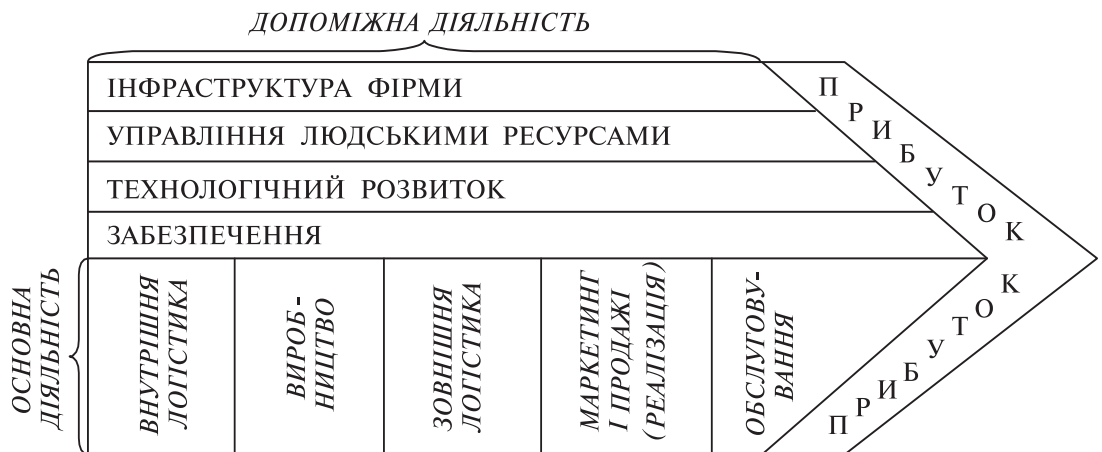 ДОПОМІЖНА ДІЯЛЬНІСТЬ
ІНФРАСТРУКТУРА ФІРМИ
УПРАВЛІННЯ ЛЮДСЬКИМИ РЕСУРСАМИ
ТЕХНОЛОГІЧНИЙ РОЗВИТОК
ЗАБЕЗПЕЧЕННЯ
ПРИБУТОК
ОСНОВНА
ДІЯЛЬНІСТЬ
ВНУТРІШНЯ
ЛОГІСТИКА
ВИРОБ-
НИЦТВО
ЗОВНІШНЯ
ЛОГІСТИКА
МАРКЕТИНГ
І ПРОДАЖІ
(РЕАЛІЗАЦІЯ)
ОБСЛУГОВУ-
ВАННЯ
ПРИБУТОК